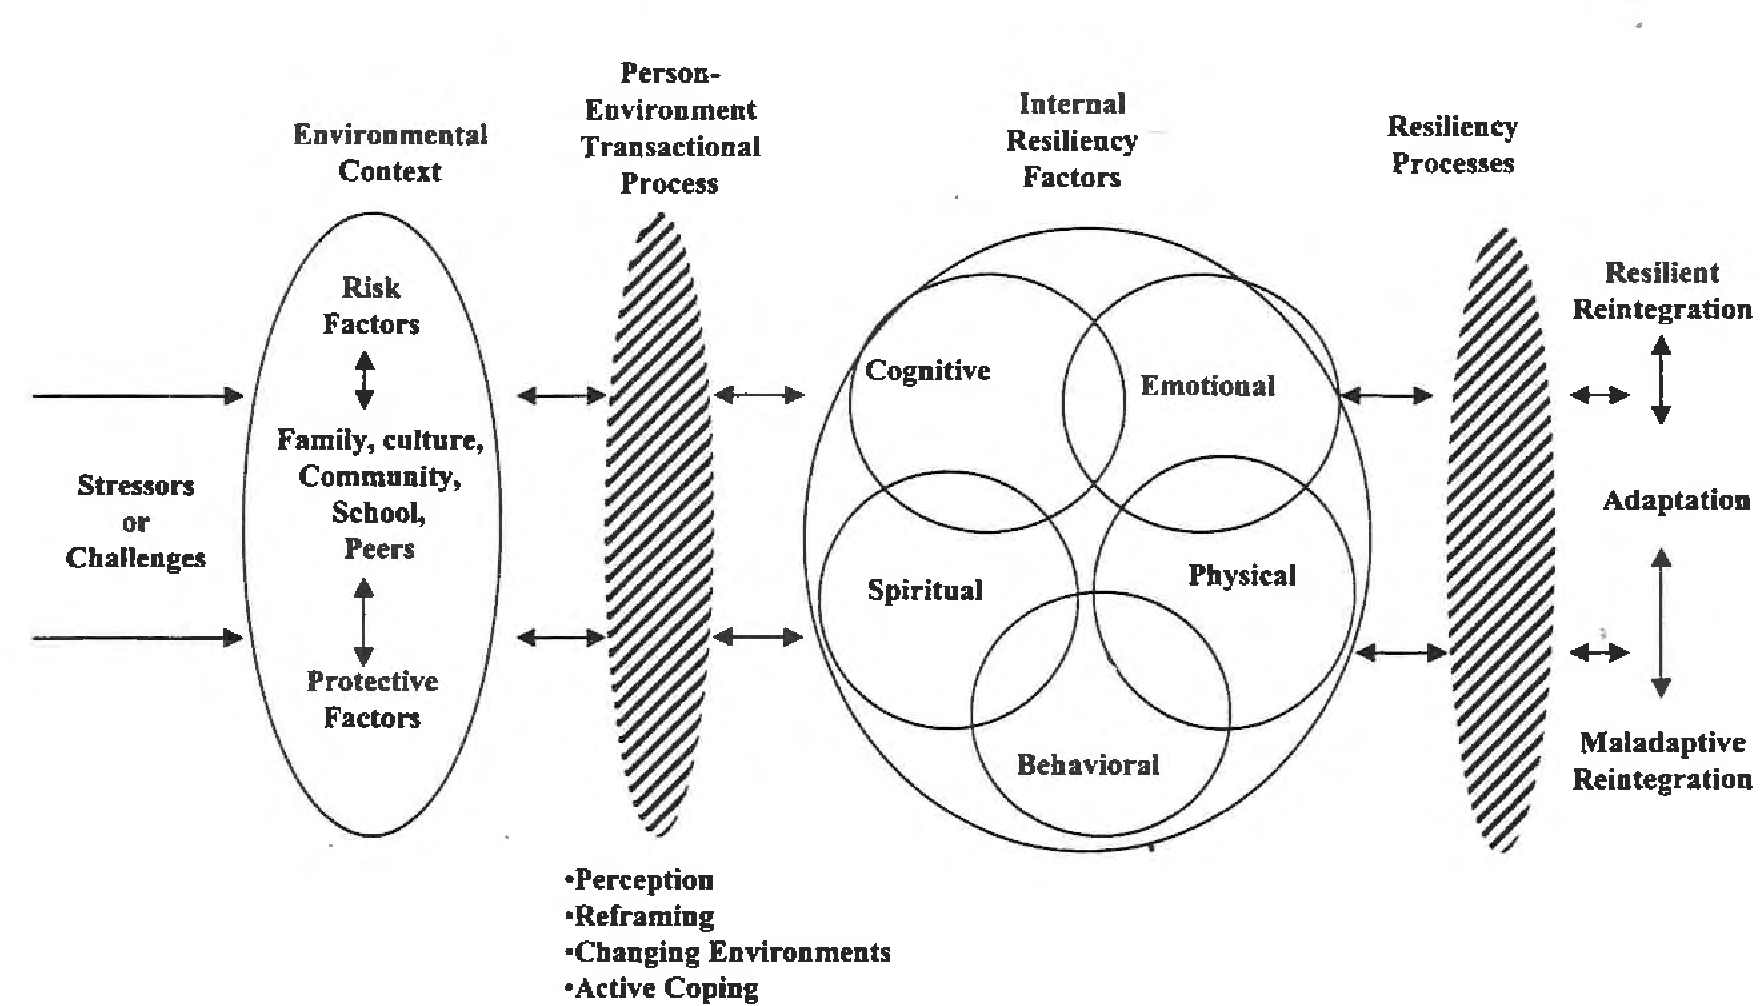 Person-
Environment
Transactional
Process
Environmental
Context
Internal
Resiliency
Factors
Resiliency
Processes
Risk
Factors
Family, culture,
Community,
School,
Peers
Protective
Factors
Stressors
or
Challenges
Cognitive
Emotional
Spiritual
Physical
Behavioral
Resilient
Reintegration
Adaptation
Maladaptive
Reintegration
•Perception
•Reframing
•Changing Environments
•Active Coping